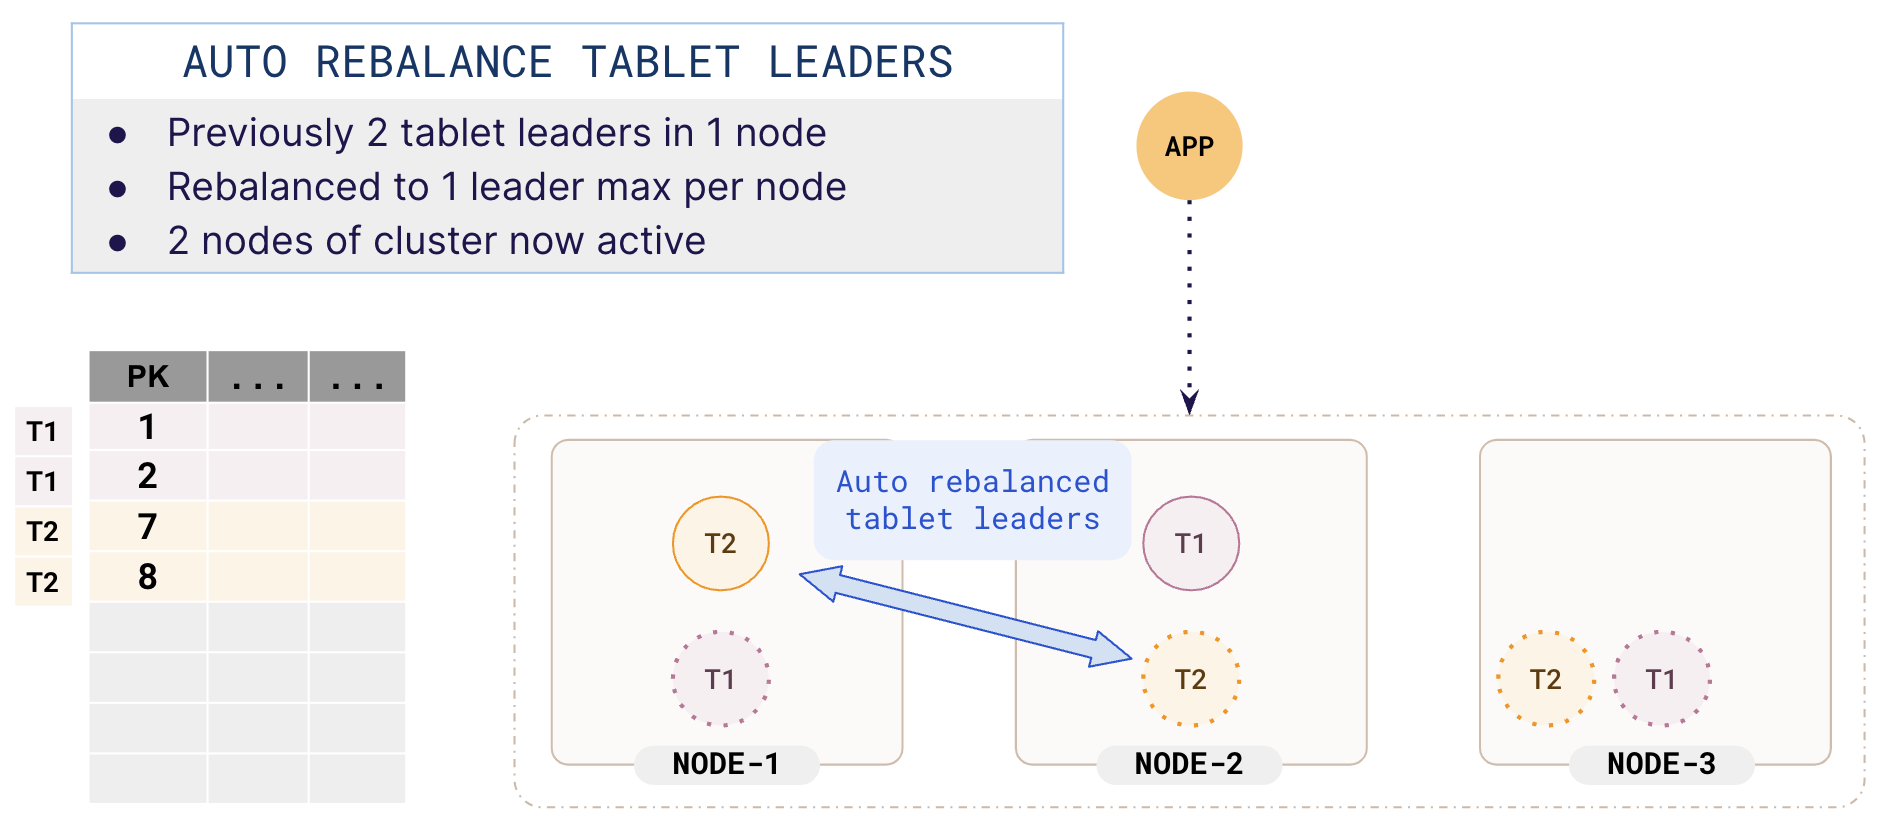 AUTO REBALANCE TABLET LEADERS
● Previously 2 tablet leaders in 1 node
● Rebalanced to 1 leader max per node
● 2 nodes of cluster now active
APP
PK ... ...
T1 1
T1 2
T2 7
T2 8
Auto rebalanced
tablet leaders
T2
T1
T1
T2
T2 T1
NODE-1
NODE-2
NODE-3